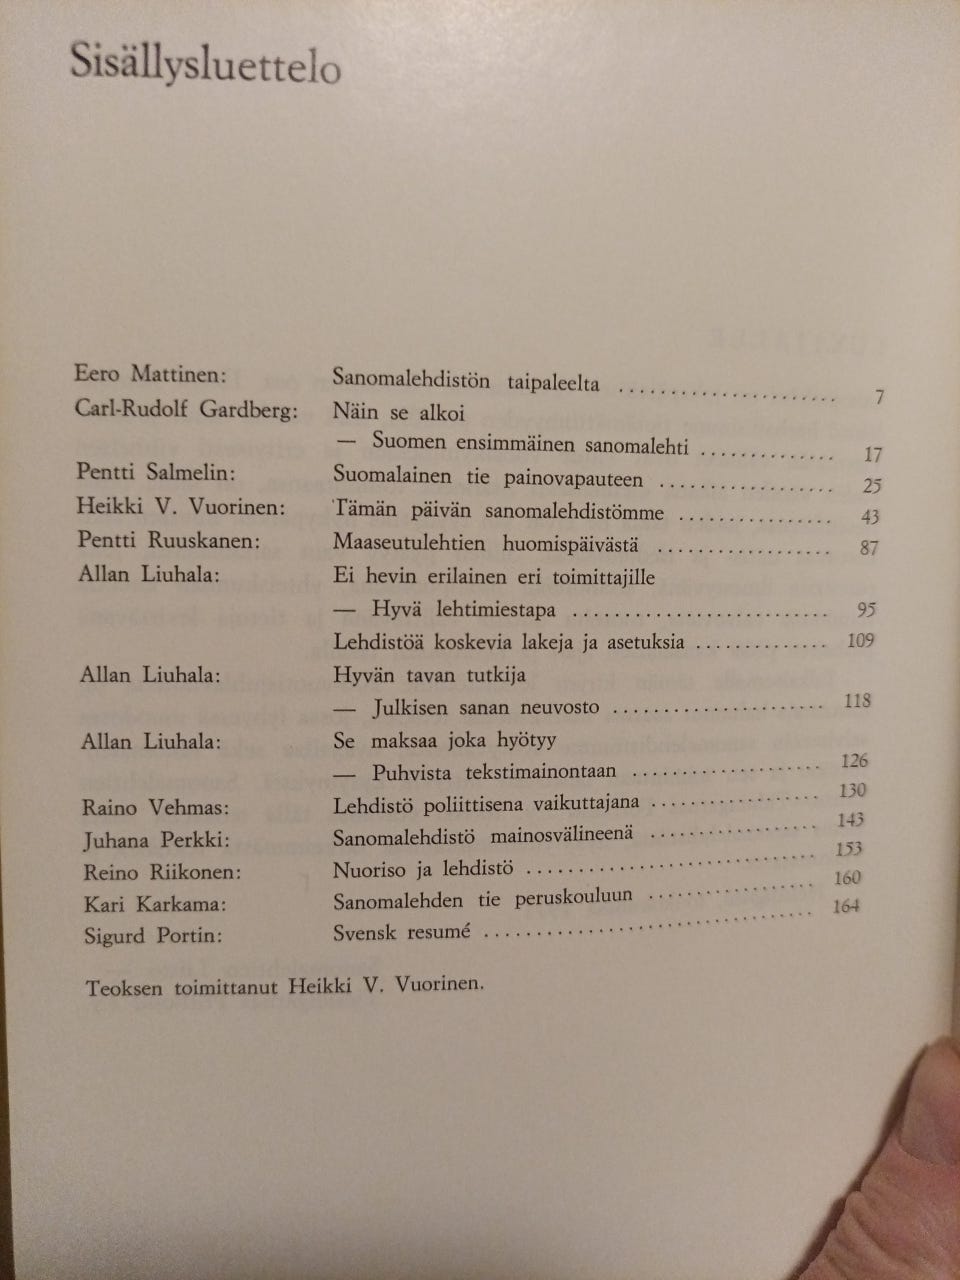 Sisällysluettelo
Eero Mattinen: Sanomalehdistön taipaleelta .................... 7
Carl-Rudolf Gardberg: Näin se alkoi
— Suomen ensimmäinen sanomalehti ............. 17
Pentti Salmelin: Suomalainen tie painovapauteen ................. 25
Heikki V. Vuorinen: Tämän päivän sanomalehdistömme ............... 43
Pentti Ruuskanen: Maaseutulehtien huomispäivästä ................. 87
Allan Liuhala: Ei hevin erilainen eri toimittajille
— Hyvä lehtimiestapa ......................... 95
Lehdistöä koskevia lakeja ja asetuksia ............. 109
Allan Liuhala: Hyvän tavan tutkija
— Julkisen sanan neuvosto ..................... 118
Allan Liuhala: Se maksaa joka hyötyy
— Puhvista tekstimainontaan ................... 126
Raino Vehmas: Lehdistö poliittisena vaikuttajana ................. 130
Juhana Perkki: Sanomalehdistö mainosvälineenä ................. 143
Reino Riikonen: Nuoriso ja lehdistö ............................. 153
Kari Karkama: Sanomalehden tie peruskouluun ................. 160
Sigurd Portin: Svensk resumé ................................. 164
Teoksen toimittanut Heikki V. Vuorinen.